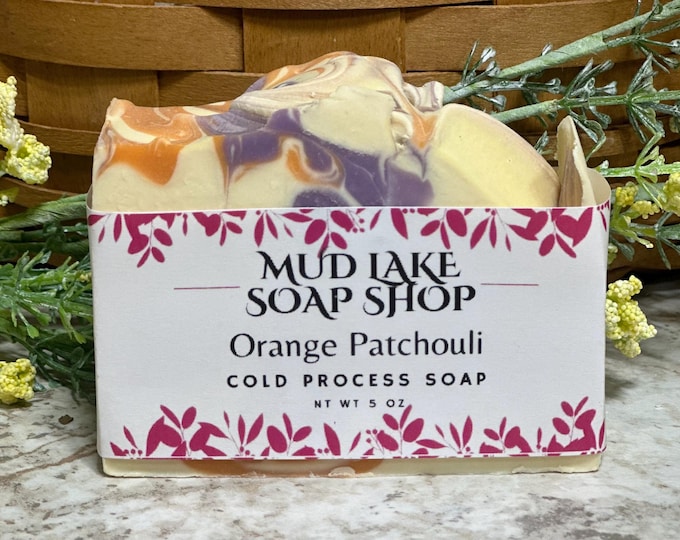 MUD LAKE
SOAP SHOP
Orange Patchouli
COLD PROCESS SOAP
NT WT 5 OZ